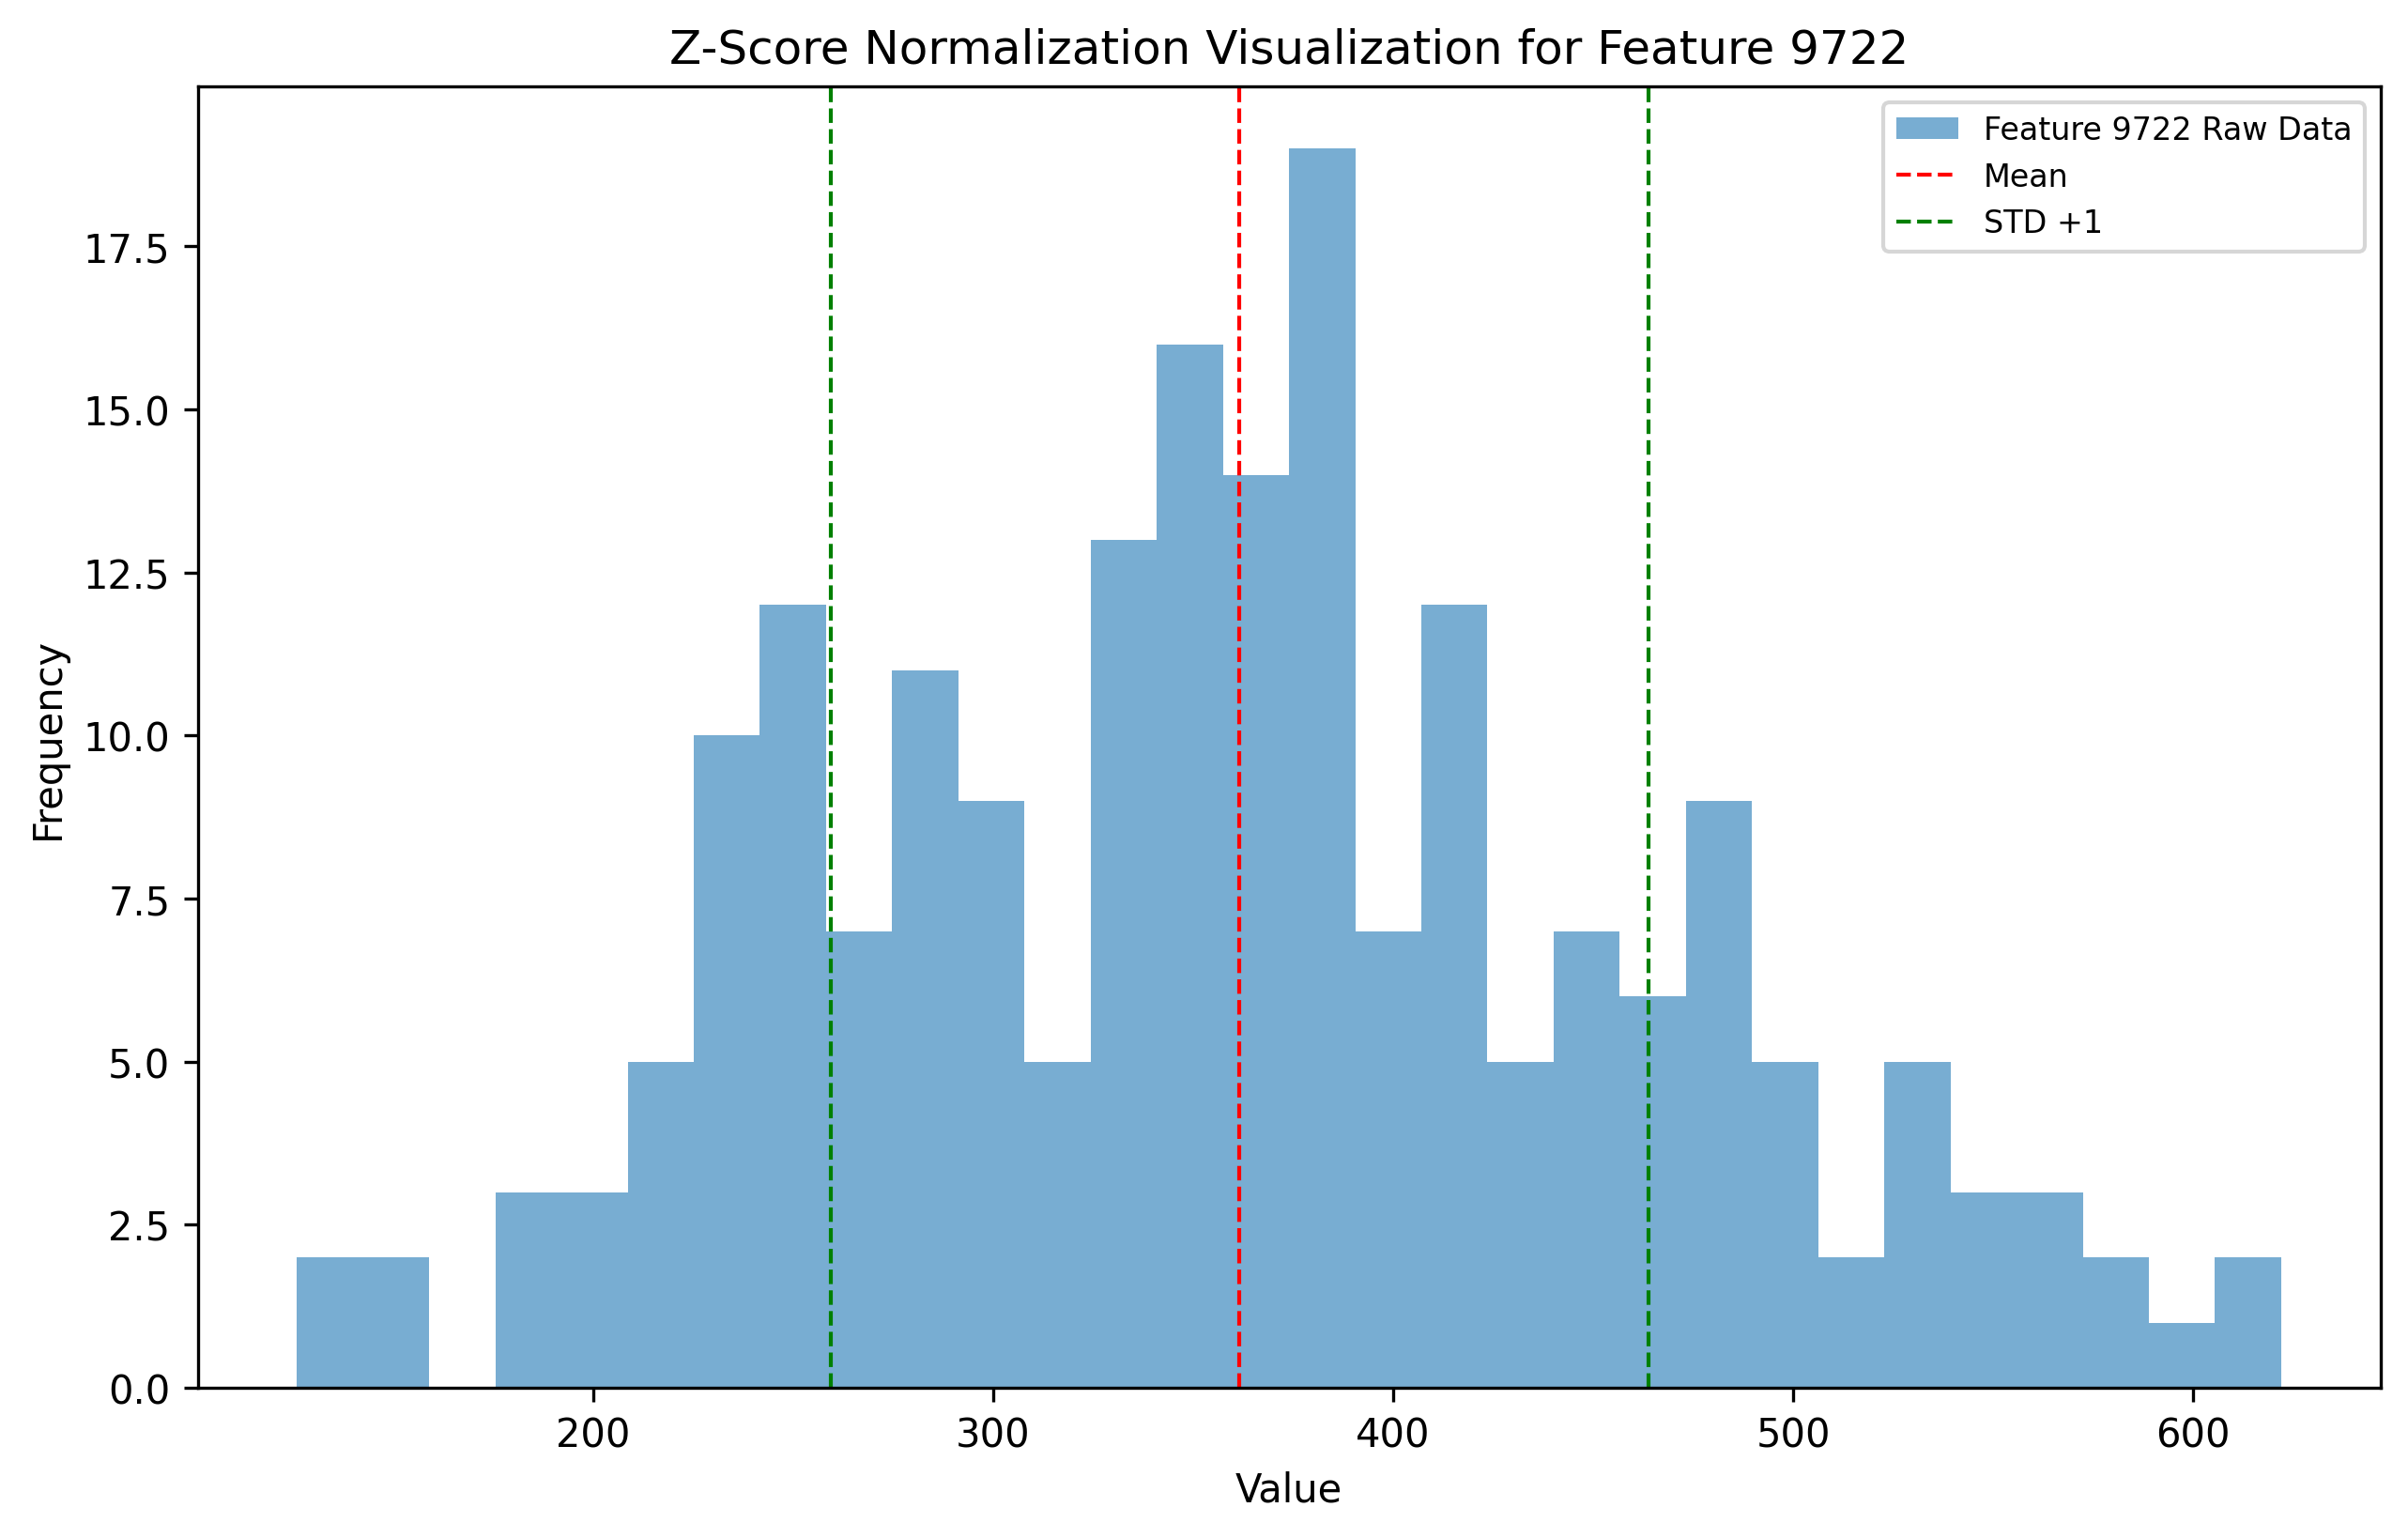 Z-Score Normalization Visualization for Feature 9722
Feature 9722 Raw Data
Mean
STD +1
17.5
15.0
12.5
10.0
7.5
5.0
2.5
0.0
Frequency
200 300 400 500 600
Value